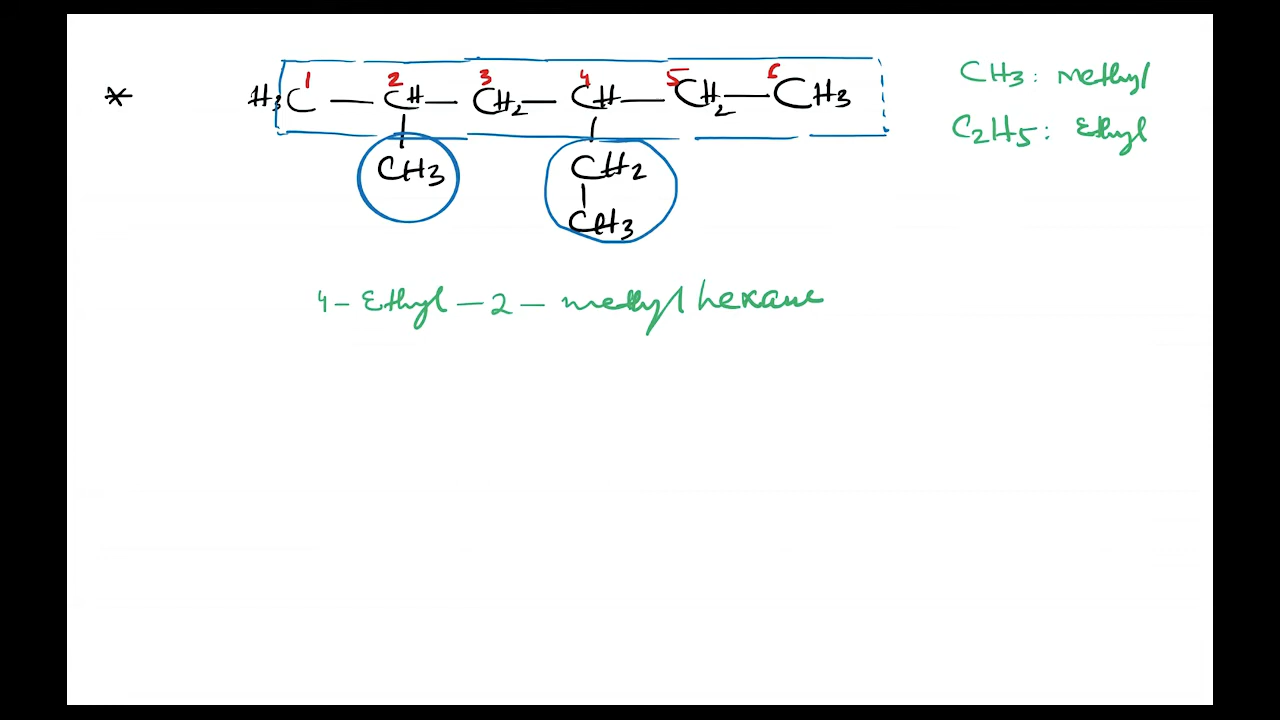 * H3C — CH — CH2 — CH — CH2 — CH3
1 2 3 4 5 6
CH3 CH2
CH3
CH3: methyl
C2H5: Ethyl
4- Ethyl - 2 - methyl hexane